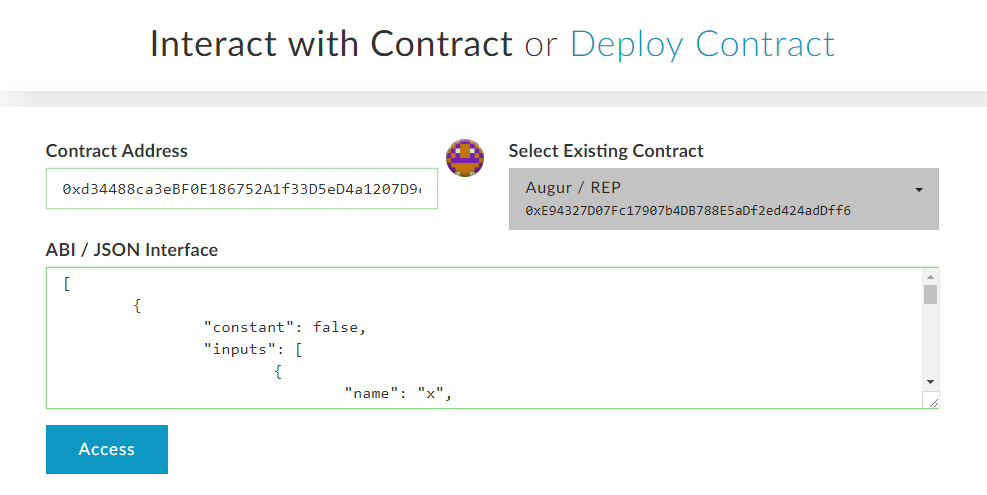 Interact with Contract or Deploy Contract
Contract Address
0xd34488ca3eBF0E186752A1f33D5eD4a1207D9
Select Existing Contract
Augur / REP
0xE94327D07Fc17907b4DB788E5aDf2ed424adDff6
ABI / JSON Interface
[
{
"constant": false,
"inputs": [
{
"name": "x",
Access